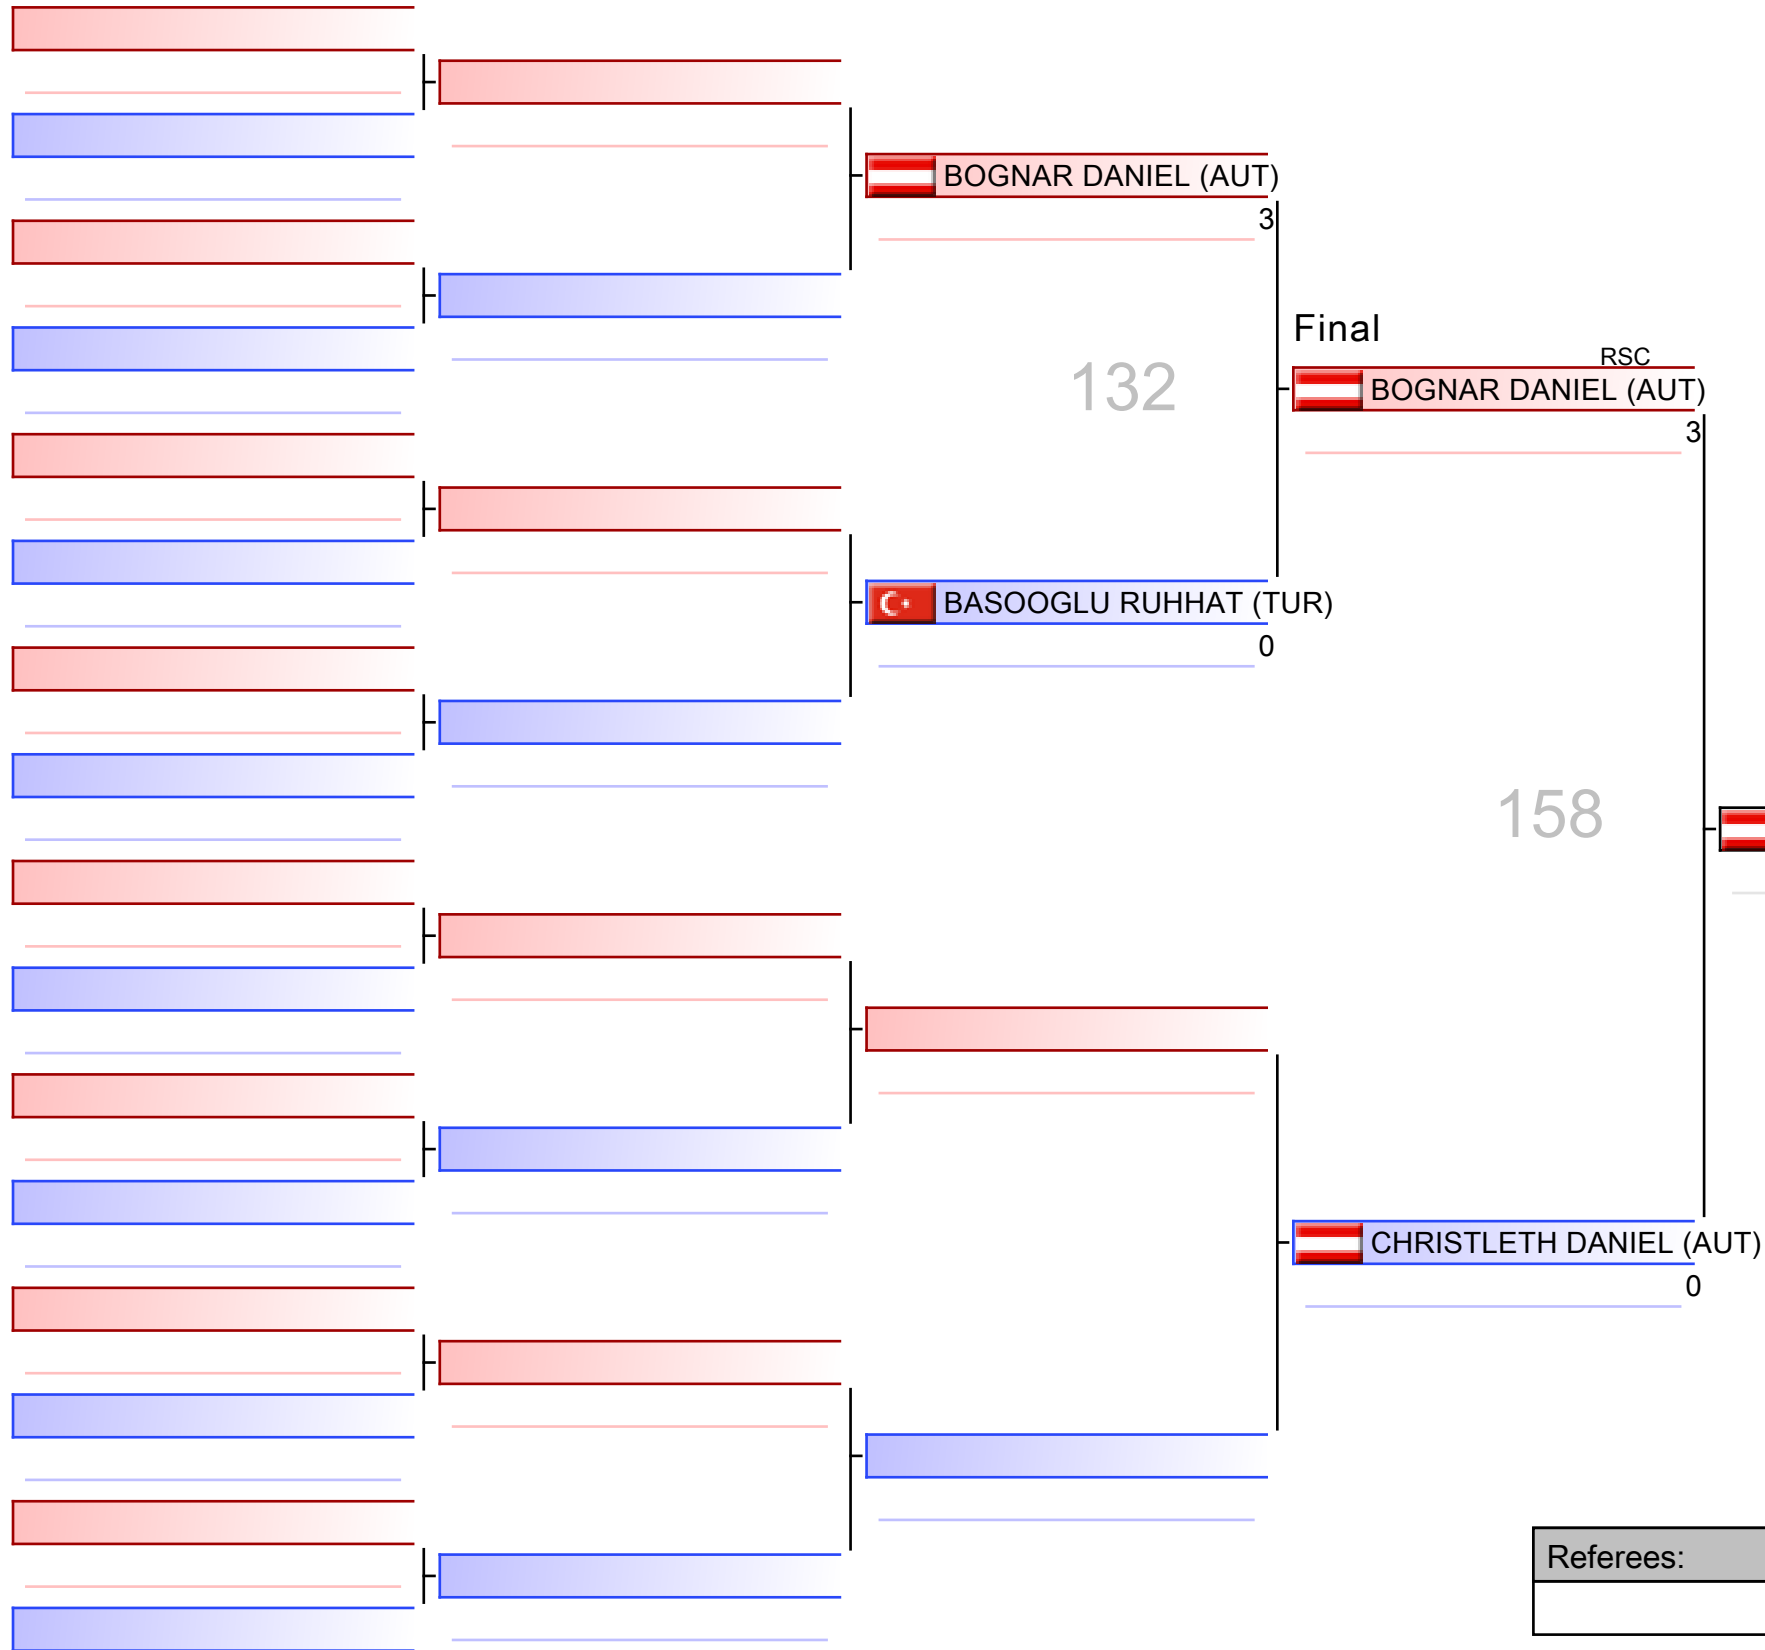 BOGNAR DANIEL (AUT)
3
Final
RSC
132
BOGNAR DANIEL (AUT)
3
BASOOGLU RUHHAT (TUR)
0
158
CHRISTLETH DANIEL (AUT)
0
Referees: